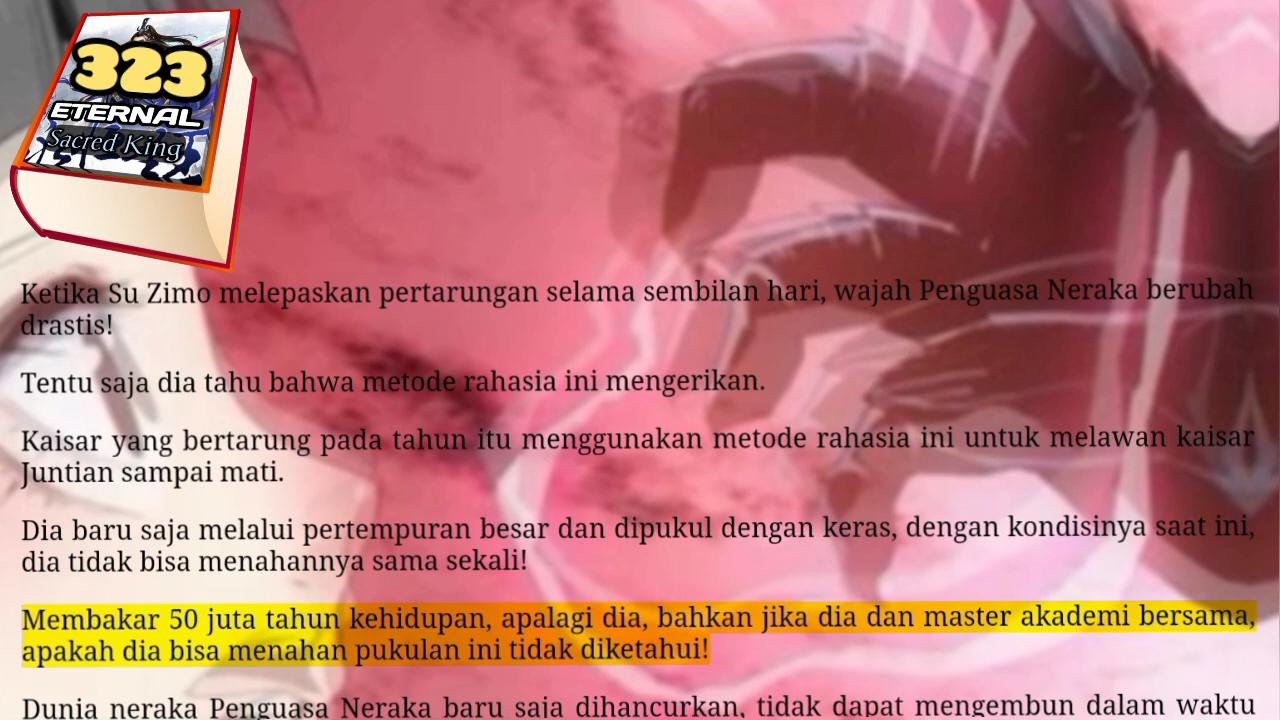 323
ETERNAL
Sacred King
Ketika Su Zimo melepaskan pertarungan selama sembilan hari, wajah Penguasa Neraka berubah
drastis!
Tentu saja dia tahu bahwa metode rahasia ini mengerikan.
Kaisar yang bertarung pada tahun itu menggunakan metode rahasia ini untuk melawan kaisar
Juntian sampai mati.
Dia baru saja melalui pertempuran besar dan dipukul dengan keras, dengan kondisinya saat ini,
dia tidak bisa menahannya sama sekali!
Membakar 50 juta tahun kehidupan, apalagi dia, bahkan jika dia dan master akademi bersama,
apakah dia bisa menahan pukulan ini tidak diketahui!
Dunia neraka Penguasa Neraka baru saja dihancurkan, tidak dapat mengembun dalam waktu